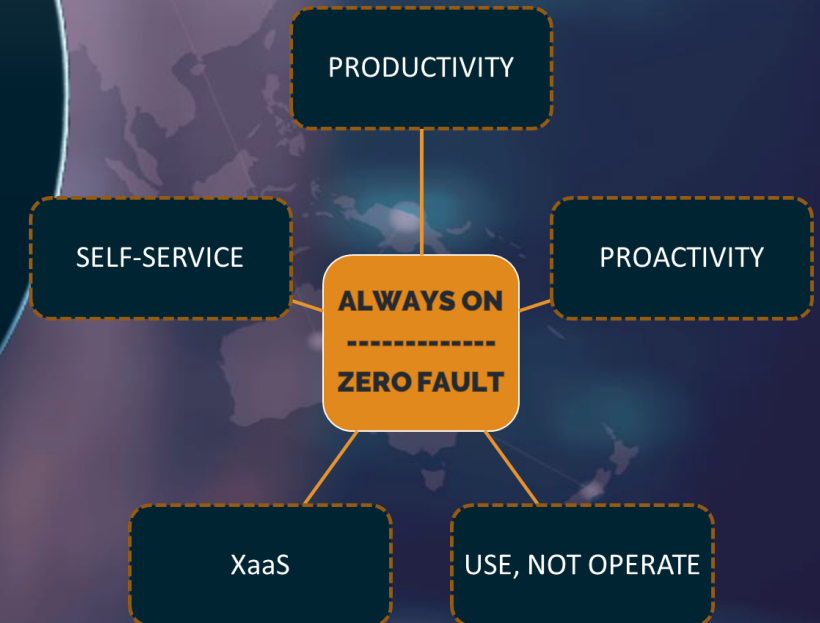 PRODUCTIVITY
SELF-SERVICE
PROACTIVITY
ALWAYS ON
-------------
ZERO FAULT
XaaS
USE, NOT OPERATE